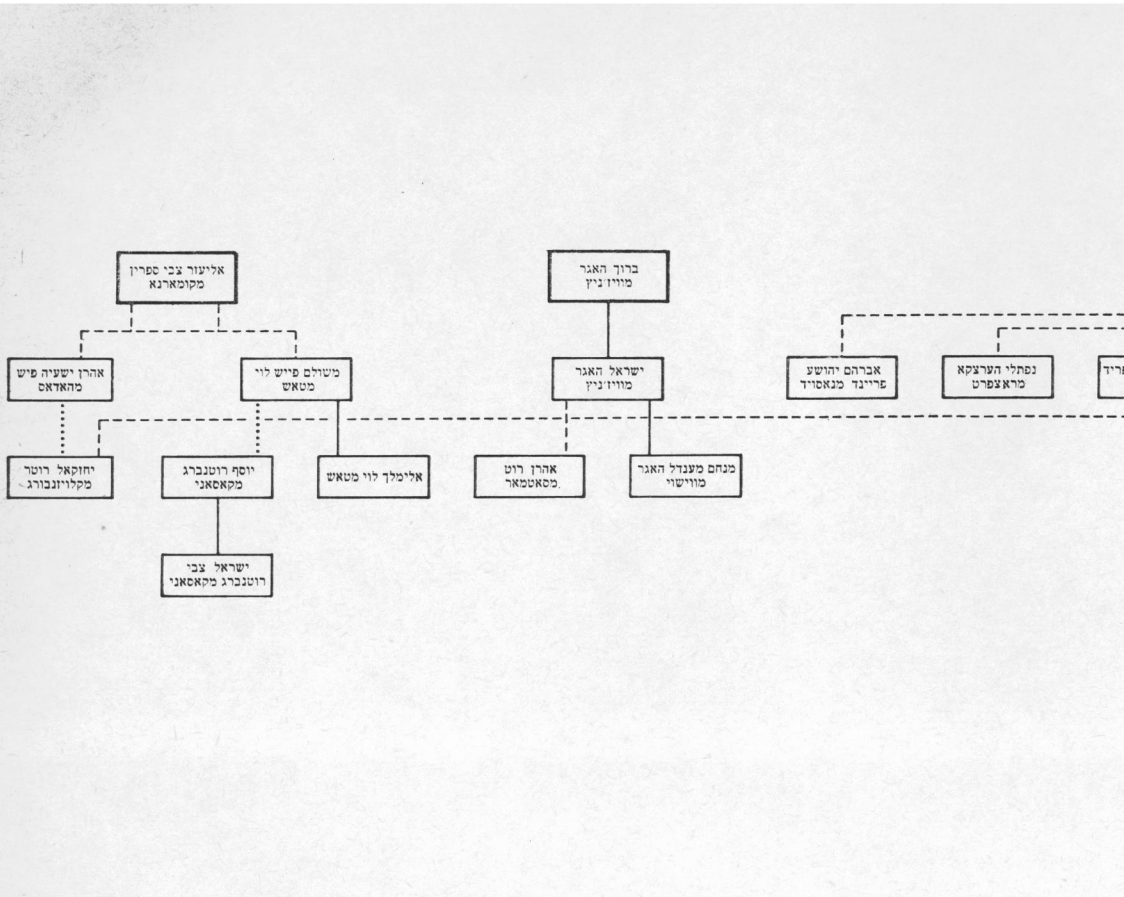 ברוך האגר
מוויז'ניץ
אליעזר צבי ספרין
מקומארנא
נפתלי הערצקא
מראצפרט
אברהם יהושע
פריינד מנאסויד
ישראל האגר
מוויז'ניץ
משולם פייש לוי
מטאש
אהרן ישעיה פיש
מהאדאס
מנחם מענדל האגר
מווישוי
אהרן רוט
מסאטמאר
אלימלך לוי מטאש
יוסף רוטנברג
מקאסאני
יחזקאל רוטר
מקלויזנבורג
ישראל צבי
רוטנברג מקאסאני